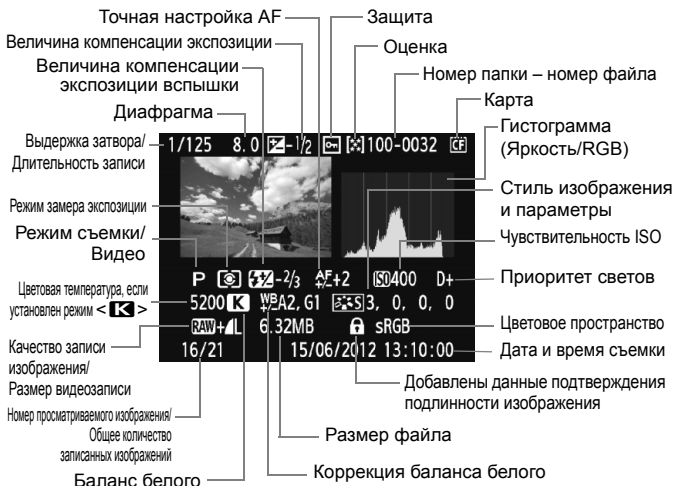 Точная настройка AF
Защита
Величина компенсации экспозиции
Оценка
Величина компенсации
экспозиции вспышки
Номер папки – номер файла
Диафрагма
Карта
Выдержка затвора/
Длительность записи
1/125 8.0 -1/2 100-0032 CF
Гистограмма
(Яркость/RGB)
Режим замера экспозиции
Стиль изображения
и параметры
Режим съемки/
Видео
Чувствительность ISO
P -2/3 AF+2 ISO 400 D+
Приоритет светов
Цветовая температура, если
установлен режим < K >
5200 K WB A2, G1 S 3, 0, 0, 0
RAW+L 6.32MB sRGB
Цветовое пространство
Качество записи
изображения/
Размер видеозаписи
16/21 15/06/2012 13:10:00
Дата и время съемки
Добавлены данные подтверждения
подлинности изображения
Номер просматриваемого изображения/
Общее количество
записанных изображений
Размер файла
Коррекция баланса белого
Баланс белого